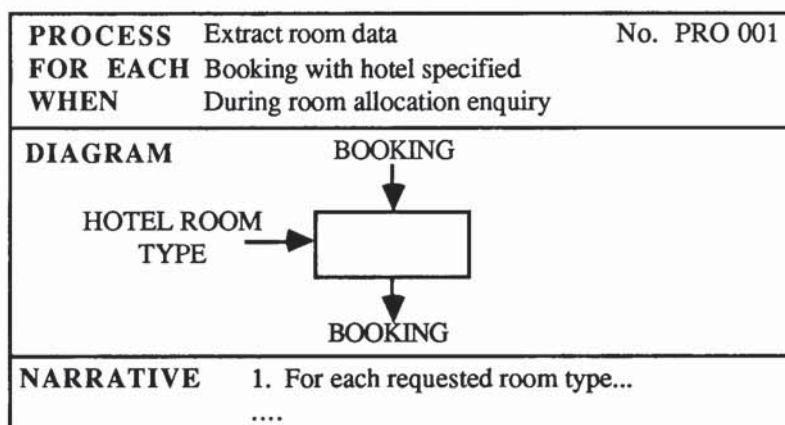 PROCESS Extract room data No. PRO 001
FOR EACH Booking with hotel specified
WHEN During room allocation enquiry
DIAGRAM BOOKING
HOTEL ROOM
TYPE
BOOKING
NARRATIVE 1. For each requested room type...
....